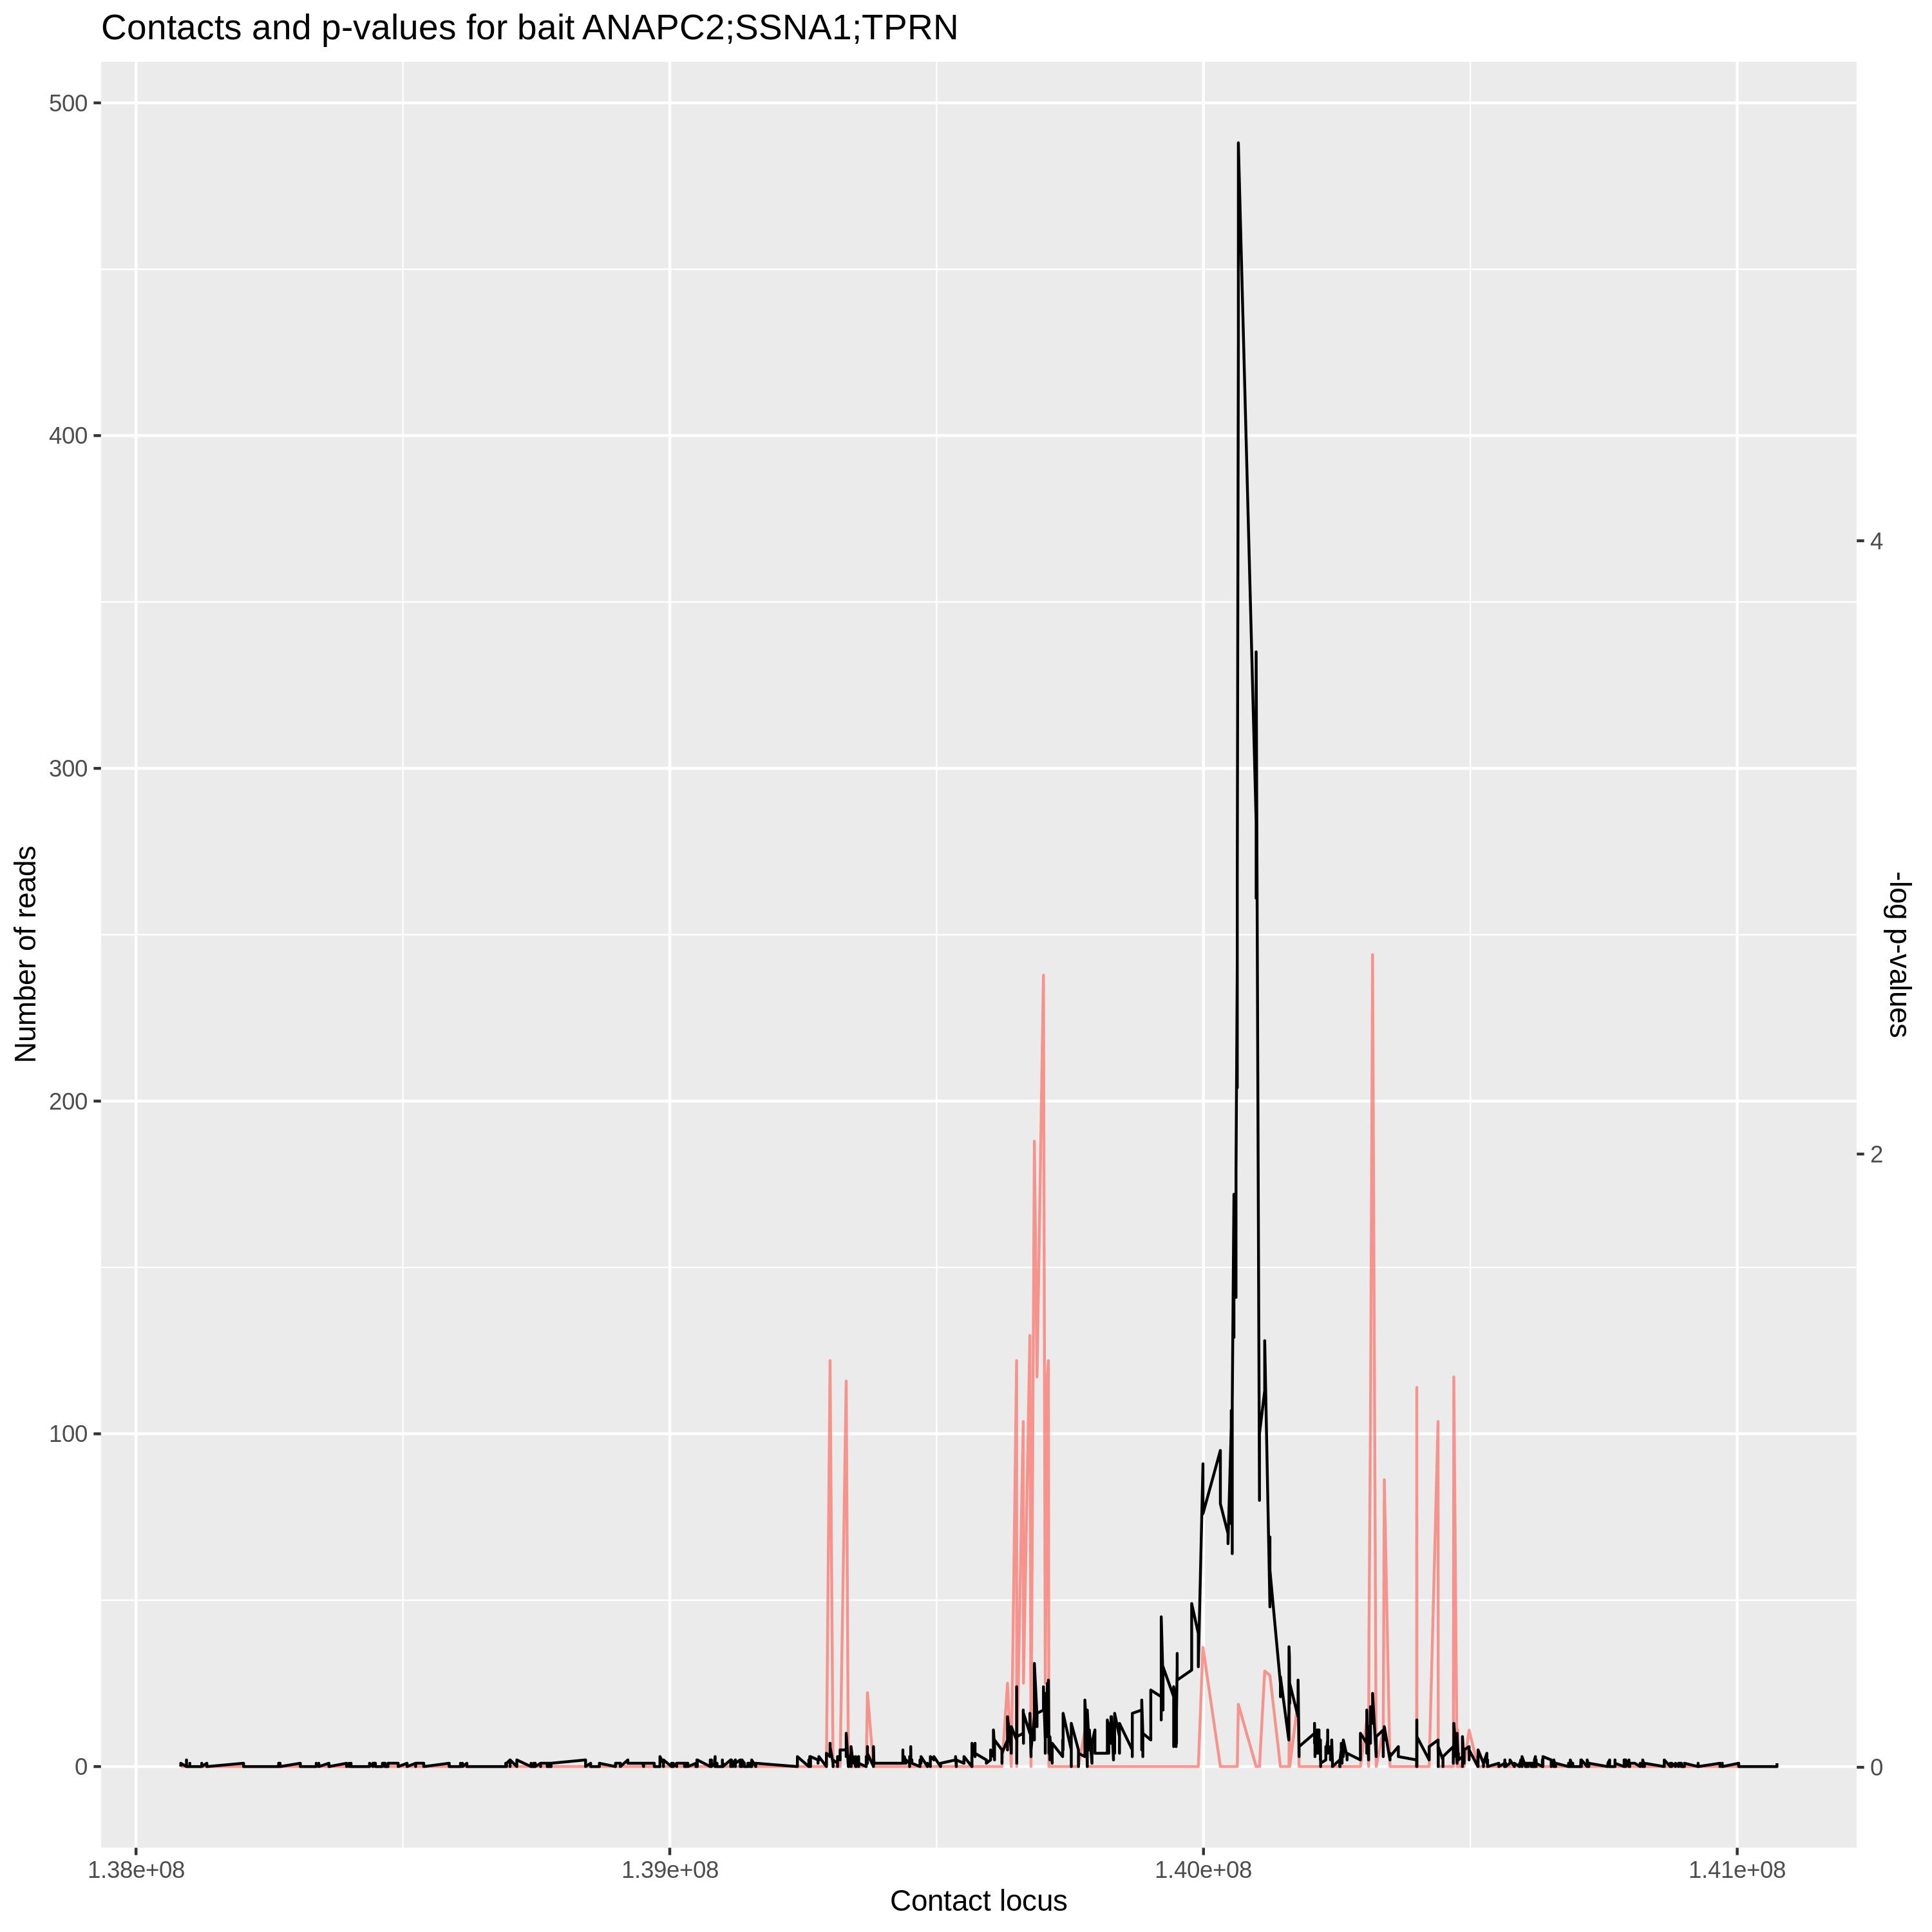 Contacts and p-values for bait ANAPC2;SSNA1;TPRN
500
400
300
200
100
0
Number of reads
4
2
0
-log p-values
1.38e+08
1.39e+08
1.40e+08
1.41e+08
Contact locus